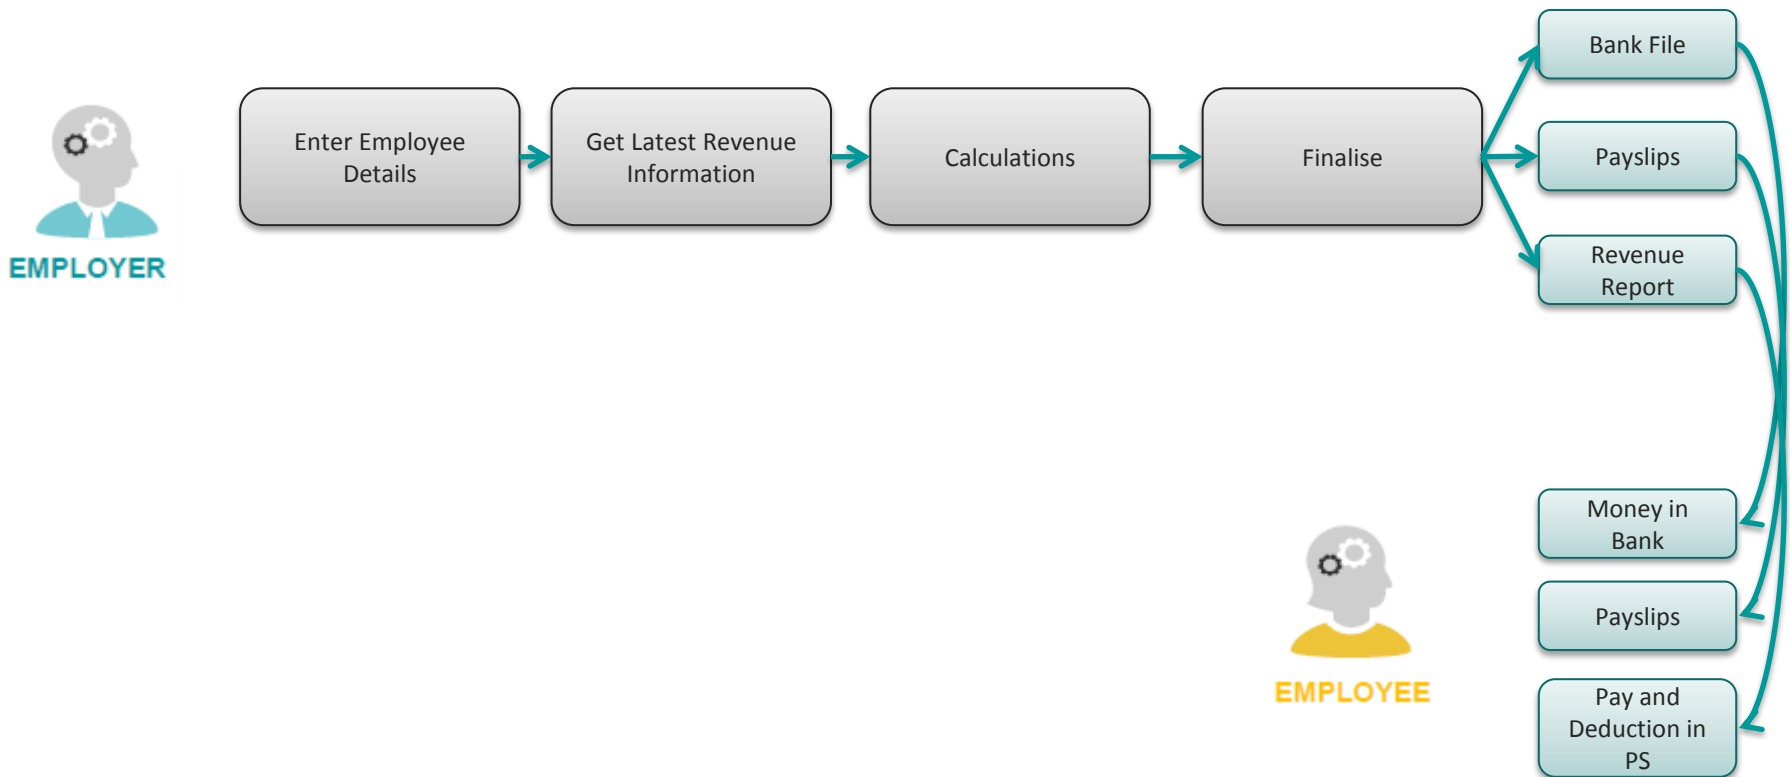 EMPLOYER
Enter Employee
Details
Get Latest Revenue
Information
Calculations
Finalise
Bank File
Payslips
Revenue
Report
EMPLOYEE
Money in
Bank
Payslips
Pay and
Deduction in
PS